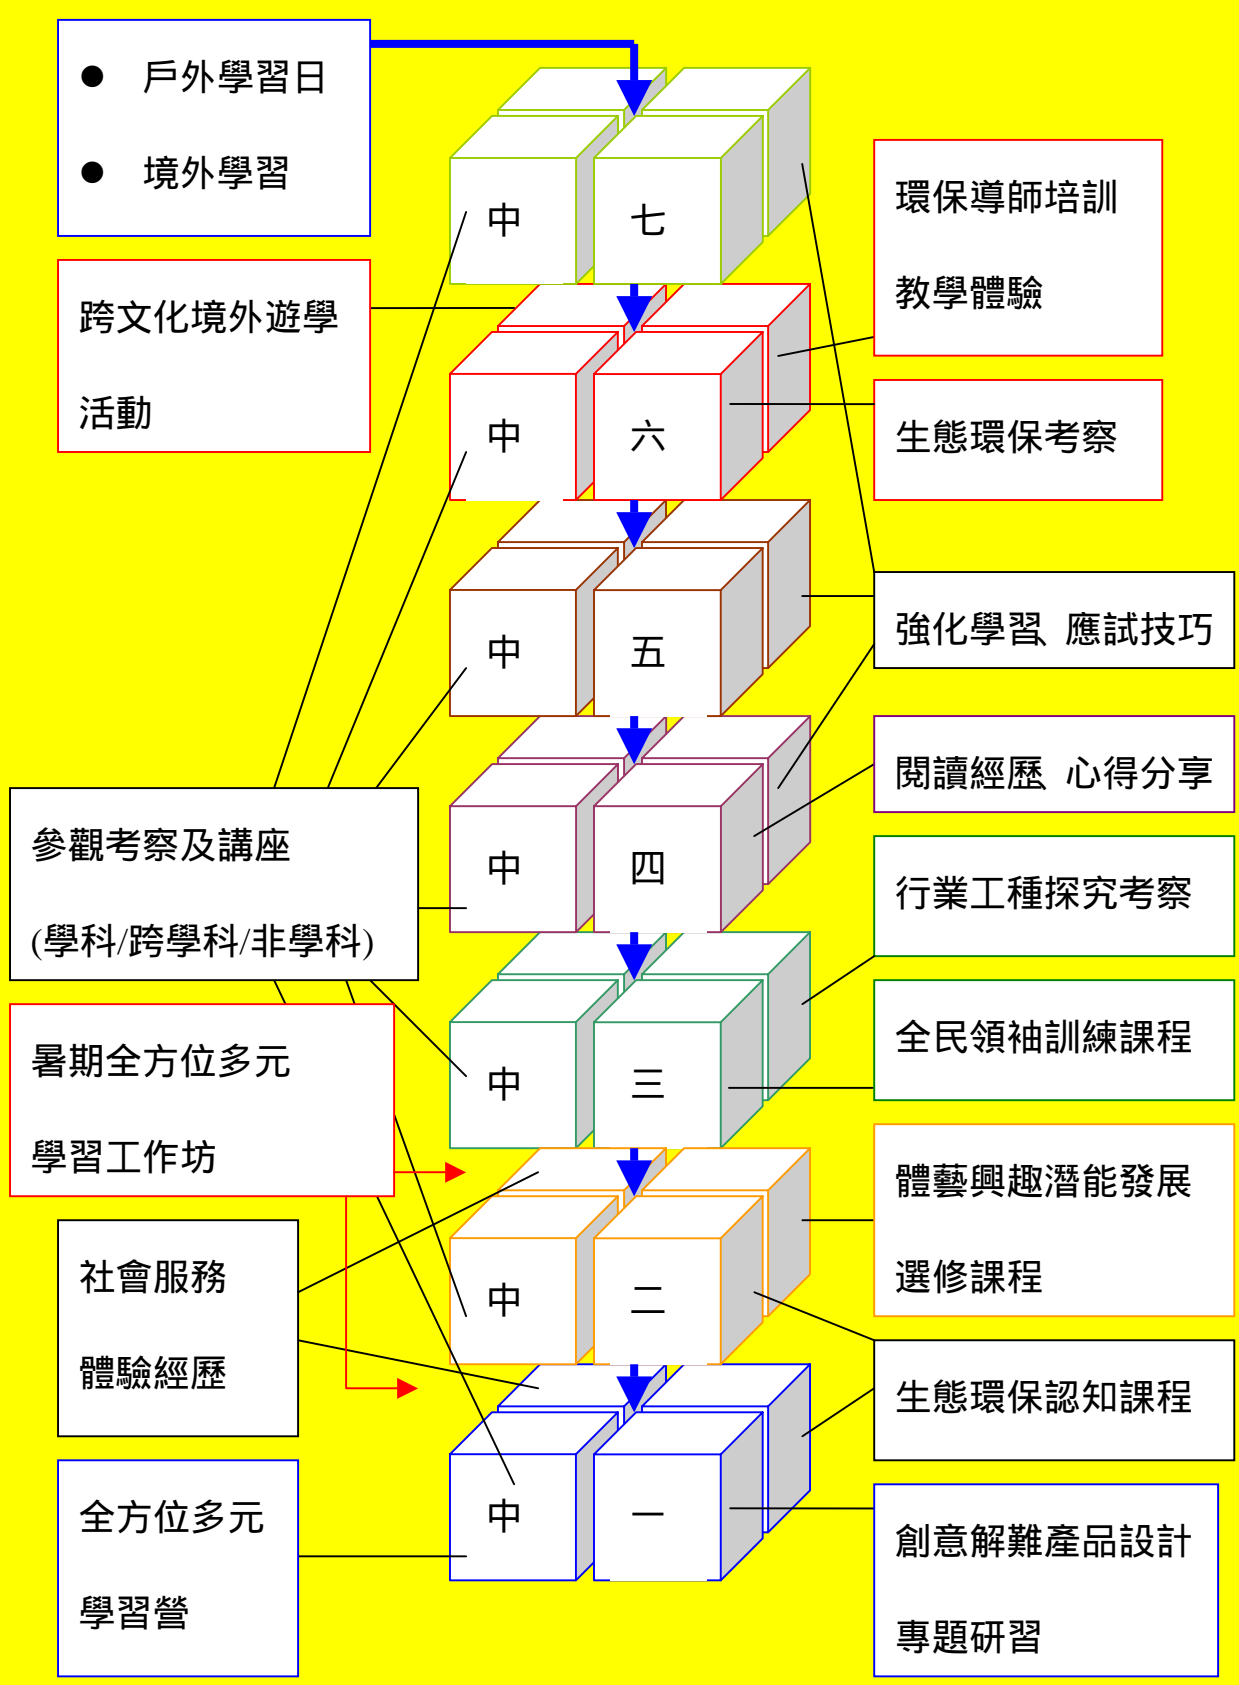 ● 戶外學習日
● 境外學習
跨文化境外遊學
活動
中 七
環保導師培訓
教學體驗
中 六
生態環保考察
中 五
強化學習、應試技巧
閱讀經歷、心得分享
參觀考察及講座
(學科/跨學科/非學科)
中 四
行業工種探究考察
全民領袖訓練課程
暑期全方位多元
學習工作坊
中 三
體藝興趣潛能發展
選修課程
社會服務
體驗經歷
中 二
生態環保認知課程
全方位多元
學習營
中 一
創意解難產品設計
專題研習